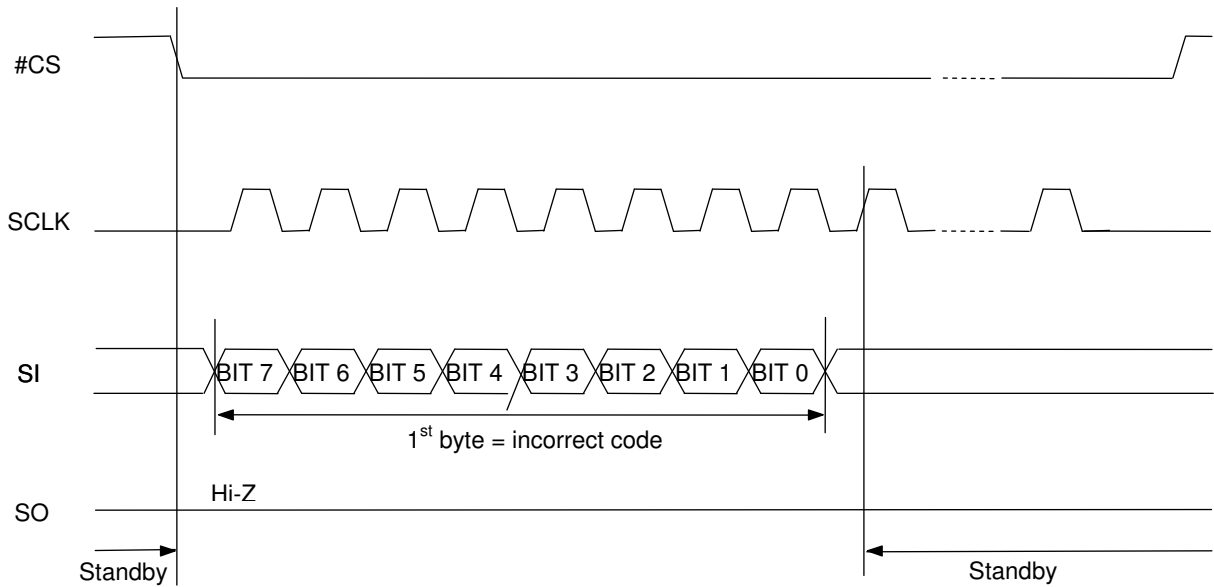 #CS
SCLK
SI
BIT 7 BIT 6 BIT 5 BIT 4 BIT 3 BIT 2 BIT 1 BIT 0
1st byte = incorrect code
Hi-Z
SO
Standby
Standby